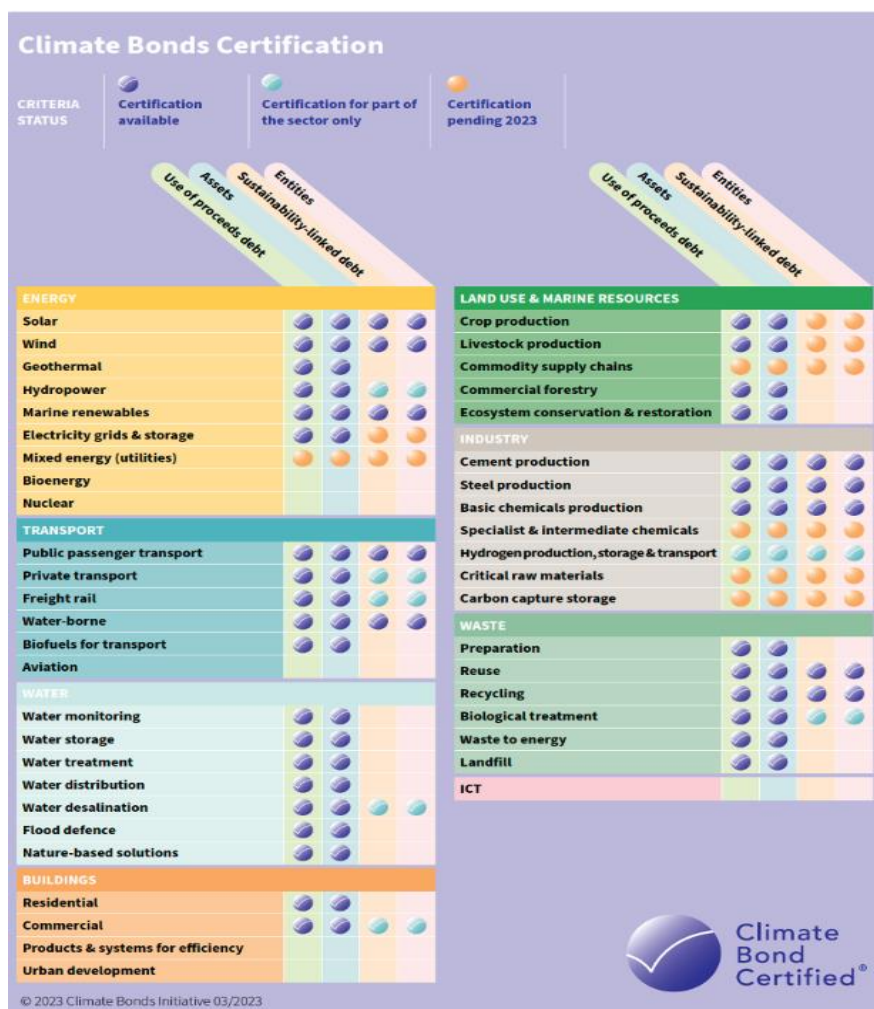 Climate Bonds Certification
CRITERIA
STATUS
Certification
available
Certification for part of
the sector only
Certification
pending 2023
Use of proceeds debt
Assets
Sustainability-linked debt
Entities
ENERGY
Solar
Wind
Geothermal
Hydropower
Marine renewables
Electricity grids & storage
Mixed energy (utilities)
Bioenergy
Nuclear
TRANSPORT
Public passenger transport
Private transport
Freight rail
Water-borne
Biofuels for transport
Aviation
WATER
Water monitoring
Water storage
Water treatment
Water distribution
Water desalination
Flood defence
Nature-based solutions
BUILDINGS
Residential
Commercial
Products & systems for efficiency
Urban development
© 2023 Climate Bonds Initiative 03/2023
Use of proceeds debt
Assets
Sustainability-linked debt
Entities
LAND USE & MARINE RESOURCES
Crop production
Livestock production
Commodity supply chains
Commercial forestry
Ecosystem conservation & restoration
INDUSTRY
Cement production
Steel production
Basic chemicals production
Specialist & intermediate chemicals
Hydrogen production, storage & transport
Critical raw materials
Carbon capture storage
WASTE
Preparation
Reuse
Recycling
Biological treatment
Waste to energy
Landfill
ICT
Climate
Bond
Certified®